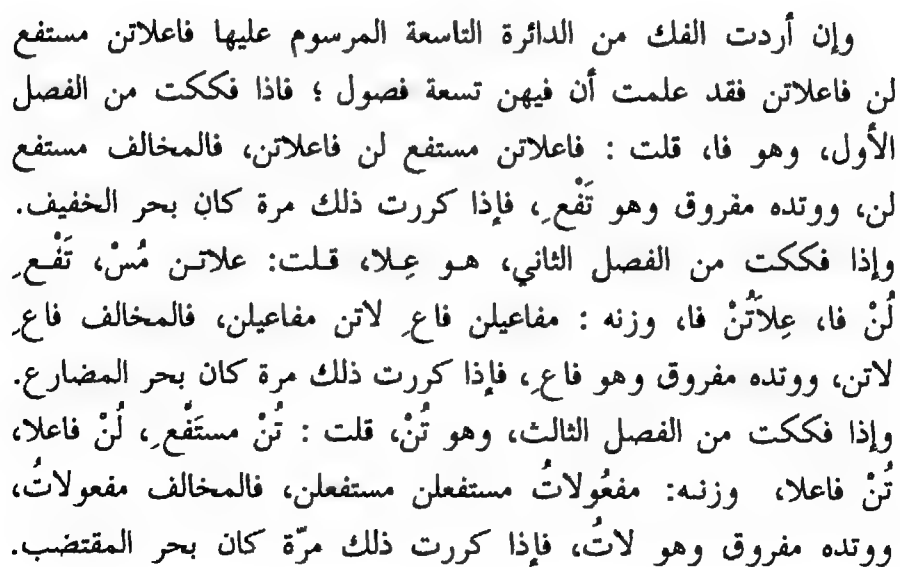 وإن أردت الفك من الدائرة التاسعة المرسوم عليها فاعلاتن مستفع
لن فاعلاتن فقد علمت أن فيهن تسعة فصول ؛ فاذا فككت من الفصل
الأول، وهو فا، قلت : فاعلاتن مستفع لن فاعلاتن، فالمخالف مستفع
لن، ووتده مفروق وهو تَفْعِ، فإذا كررت ذلك مرة كان بحر الخفيف.
وإذا فككت من الفصل الثاني، هو عِلا، قلت: علاتن مُسْ، تَفْعِ
لُنْ فا، عِلاَتُنْ فا، وزنه : مفاعيلن فاعِ لاتن مفاعيلن، فالمخالف فاعِ
لاتن، ووتده مفروق وهو فاعِ، فإذا كررت ذلك مرة كان بحر المضارع.
وإذا فككت من الفصل الثالث، وهو تُنْ، قلت : تُنْ مستَفْعِ، لُنْ فاعلا،
تُنْ فاعلا، وزنه: مفعُولاتُ مستفعلن مستفعلن، فالمخالف مفعولاتُ،
ووتده مفروق وهو لاتُ، فإذا كررت ذلك مرّة كان بحر المقتضب.